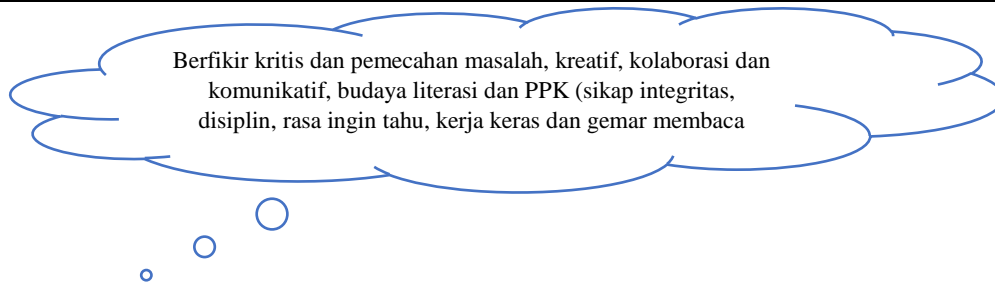 Berfikir kritis dan pemecahan masalah, kreatif, kolaborasi dan
komunikatif, budaya literasi dan PPK (sikap integritas,
disiplin, rasa ingin tahu, kerja keras dan gemar membaca